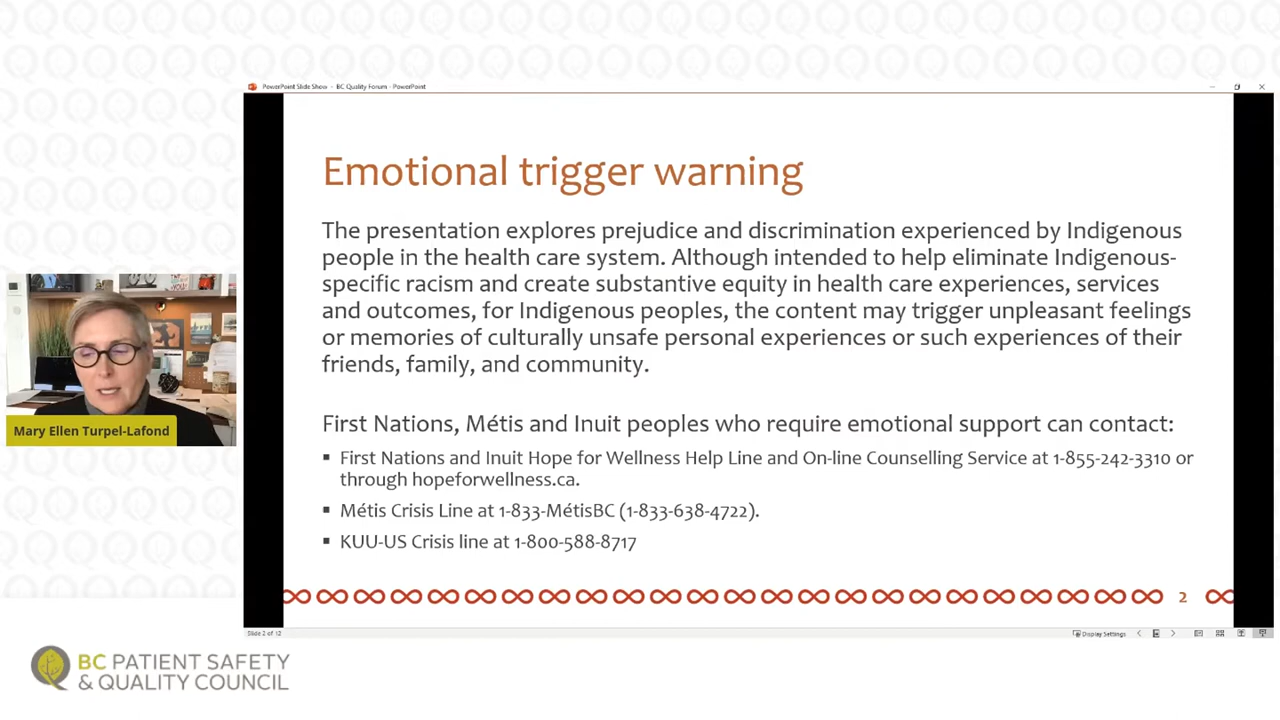 PowerPoint Slide Show - BC Quality Forum - PowerPoint
Emotional trigger warning
The presentation explores prejudice and discrimination experienced by Indigenous
people in the health care system. Although intended to help eliminate Indigenous-
specific racism and create substantive equity in health care experiences, services
and outcomes, for Indigenous peoples, the content may trigger unpleasant feelings
or memories of culturally unsafe personal experiences or such experiences of their
friends, family, and community.
First Nations, Métis and Inuit peoples who require emotional support can contact:
▪ First Nations and Inuit Hope for Wellness Help Line and On-line Counselling Service at 1-855-242-3310 or
through hopeforwellness.ca.
▪ Métis Crisis Line at 1-833-MétisBC (1-833-638-4722).
▪ KUU-US Crisis line at 1-800-588-8717
2
Slide 2 of 12
Display Settings
Mary Ellen Turpel-Lafond
BC PATIENT SAFETY
& QUALITY COUNCIL